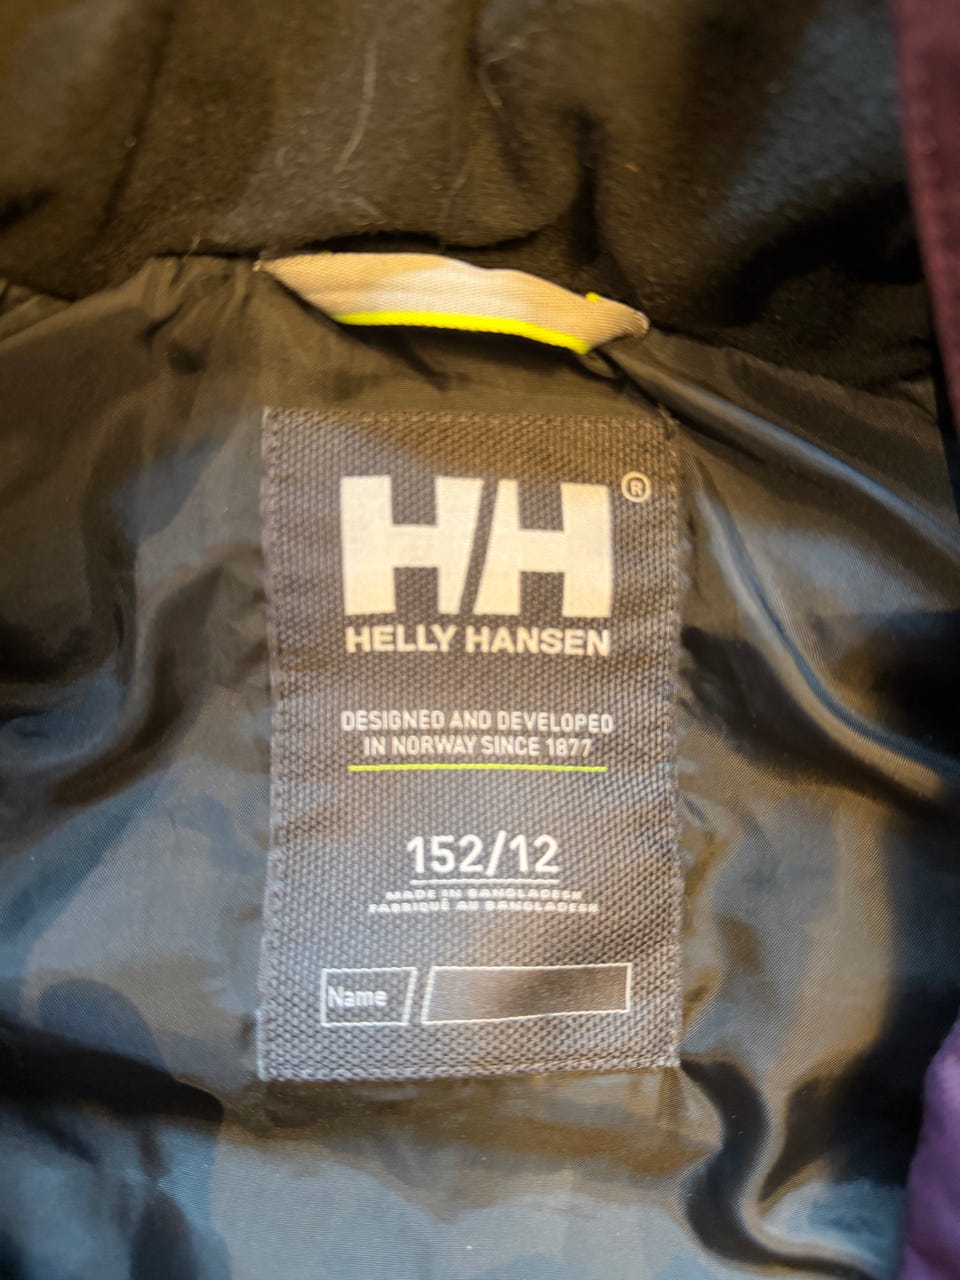 HH®
HELLY HANSEN
DESIGNED AND DEVELOPED
IN NORWAY SINCE 1877
152/12
MADE IN BANGLADESH
FABRIQUÉ AU BANGLADESH
Name